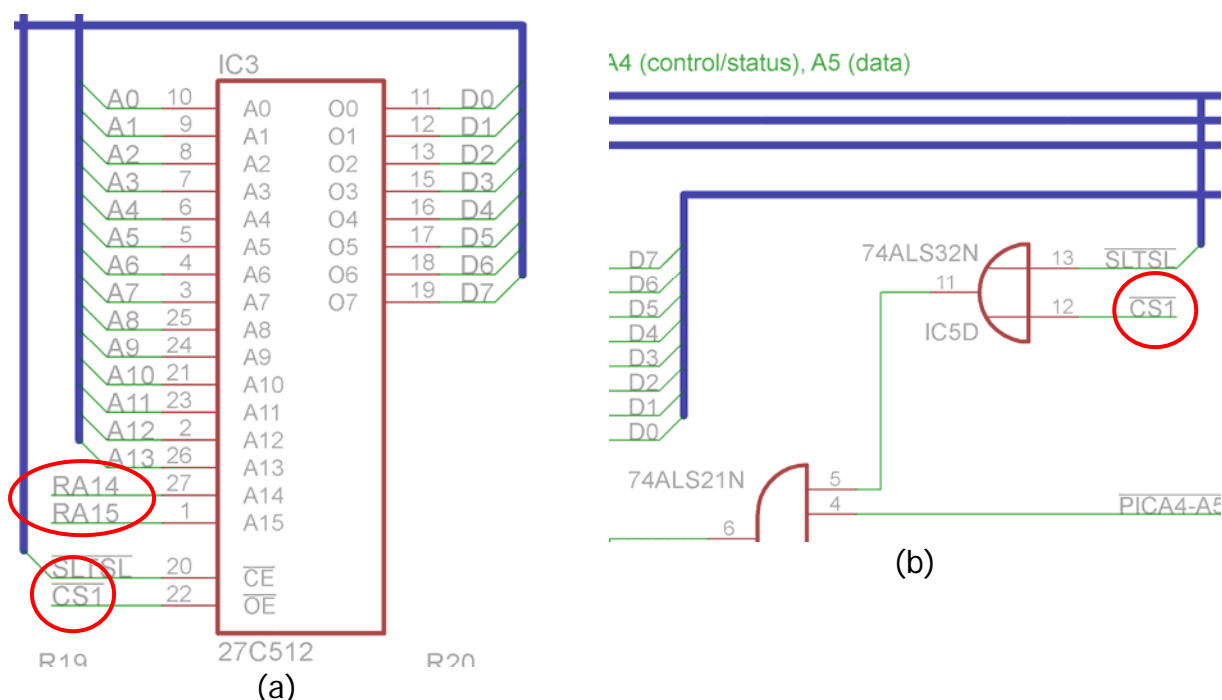 IC3
A0 10 A0 O0 11 D0
A1 9 A1 O1 12 D1
A2 8 A2 O2 13 D2
A3 7 A3 O3 15 D3
A4 6 A4 O4 16 D4
A5 5 A5 O5 17 D5
A6 4 A6 O6 18 D6
A7 3 A7 O7 19 D7
A8 25 A8
A9 24 A9
A10 21 A10
A11 23 A11
A12 2 A12
A13 26 A13
RA14 27 A14
RA15 1 A15
SLTSL 20 CE
CS1 22 OE
27C512
R19 R20
(a)
A4 (control/status), A5 (data)
74ALS32N
13 SLTSL
11
12 CS1
IC5D
D7
D6
D5
D4
D3
D2
D1
D0
74ALS21N
5
4 PICA4-A5
6
(b)